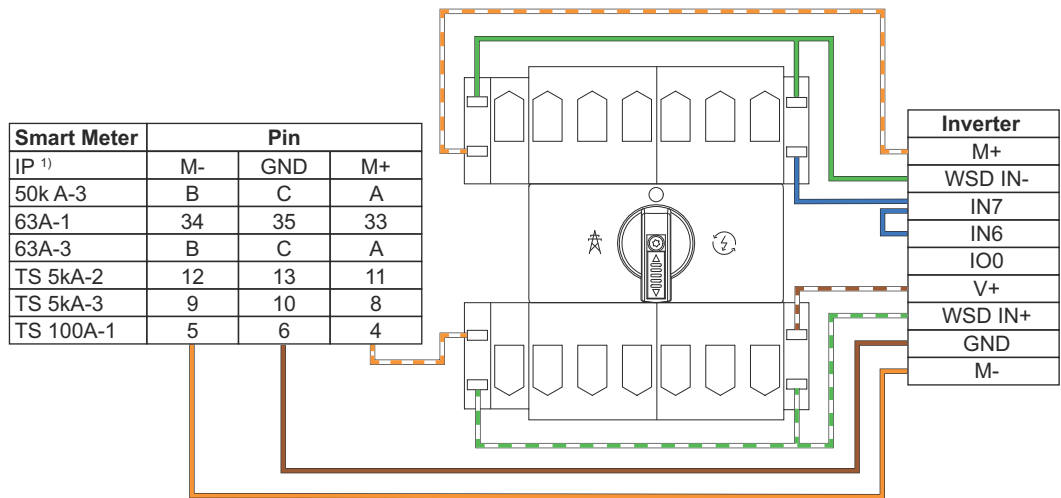 Smart Meter Pin
IP 1) M- GND M+
50k A-3 B C A
63A-1 34 35 33
63A-3 B C A
TS 5kA-2 12 13 11
TS 5kA-3 9 10 8
TS 100A-1 5 6 4
Inverter
M+
WSD IN-
IN7
IN6
IO0
V+
WSD IN+
GND
M-